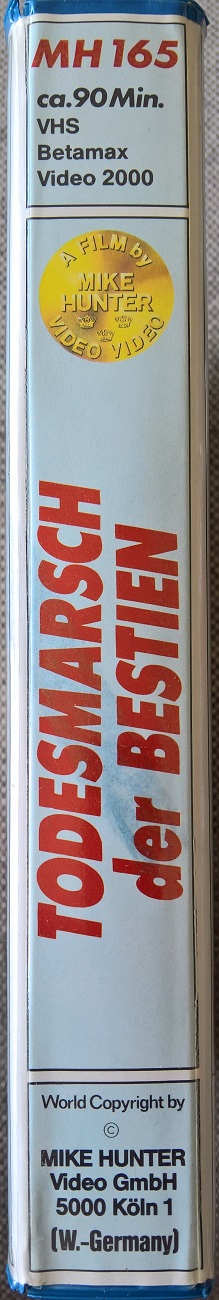 MH 165
ca. 90 Min.
VHS
Betamax
Video 2000
A FILM by
MIKE
HUNTER
VIDEO VIDEO
TODESMARSCH
der BESTIEN
World Copyright by
©
MIKE HUNTER
Video GmbH
5000 Köln 1
(W.-Germany)